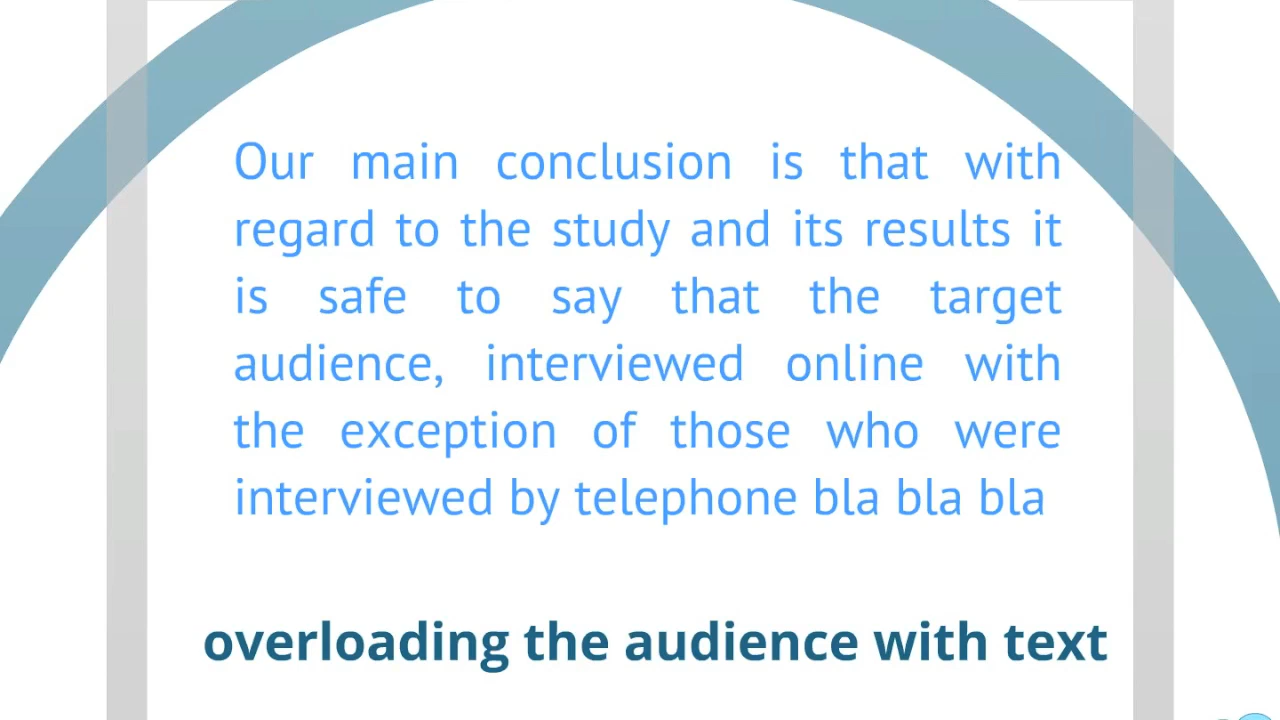 Our main conclusion is that with
regard to the study and its results it
is safe to say that the target
audience, interviewed online with
the exception of those who were
interviewed by telephone bla bla bla
overloading the audience with text